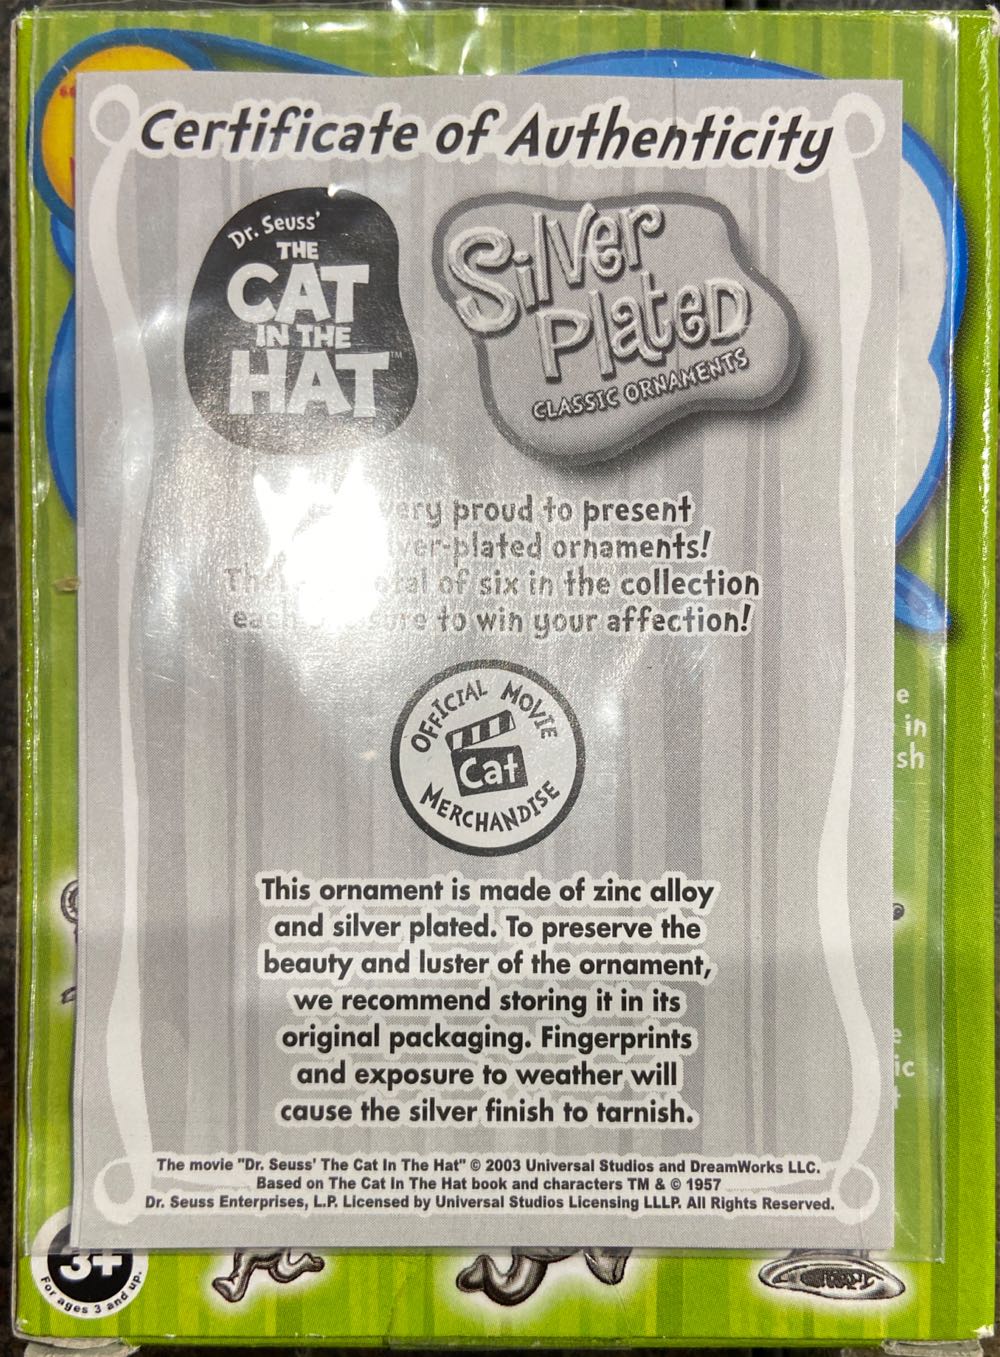 Certificate of Authenticity
Dr. Seuss'
THE
CAT
IN THE
HAT™
Silver
Plated
CLASSIC ORNAMENTS
proud to present
ornaments!
of six in the collection
each sure to win your affection!
OFFICIAL MOVIE
Cat
MERCHANDISE
This ornament is made of zinc alloy
and silver plated. To preserve the
beauty and luster of the ornament,
we recommend storing it in its
original packaging. Fingerprints
and exposure to weather will
cause the silver finish to tarnish.
The movie "Dr. Seuss' The Cat In The Hat" © 2003 Universal Studios and DreamWorks LLC.
Based on The Cat In The Hat book and characters TM & © 1957
Dr. Seuss Enterprises, L.P. Licensed by Universal Studios Licensing LLLP. All Rights Reserved.
in
3+
For ages 3 and up.